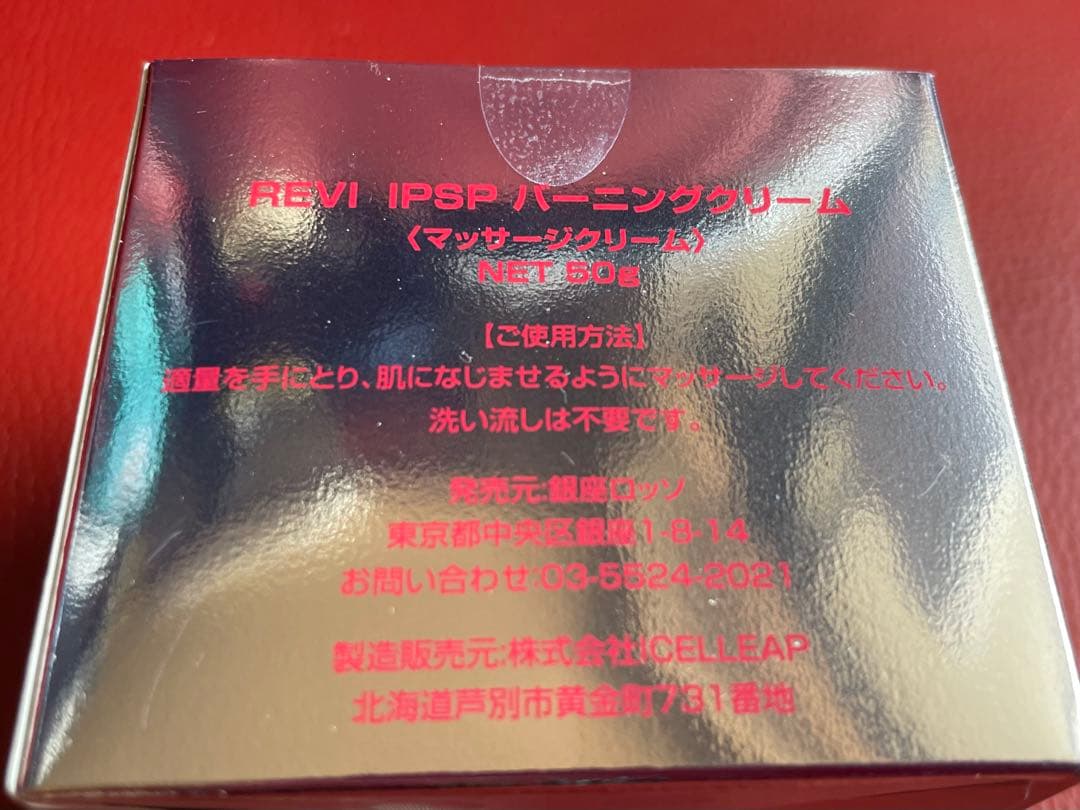 REVI IPSP バーニングクリーム
〈マッサージクリーム〉
NET 50g
【ご使用方法】
適量を手にとり、肌になじませるようにマッサージしてください。
洗い流しは不要です。
発売元:銀座ロッソ
東京都中央区銀座1-8-14
お問い合わせ:03-5524-2021
製造販売元:株式会社ICELLEAP
北海道芦別市黄金町731番地